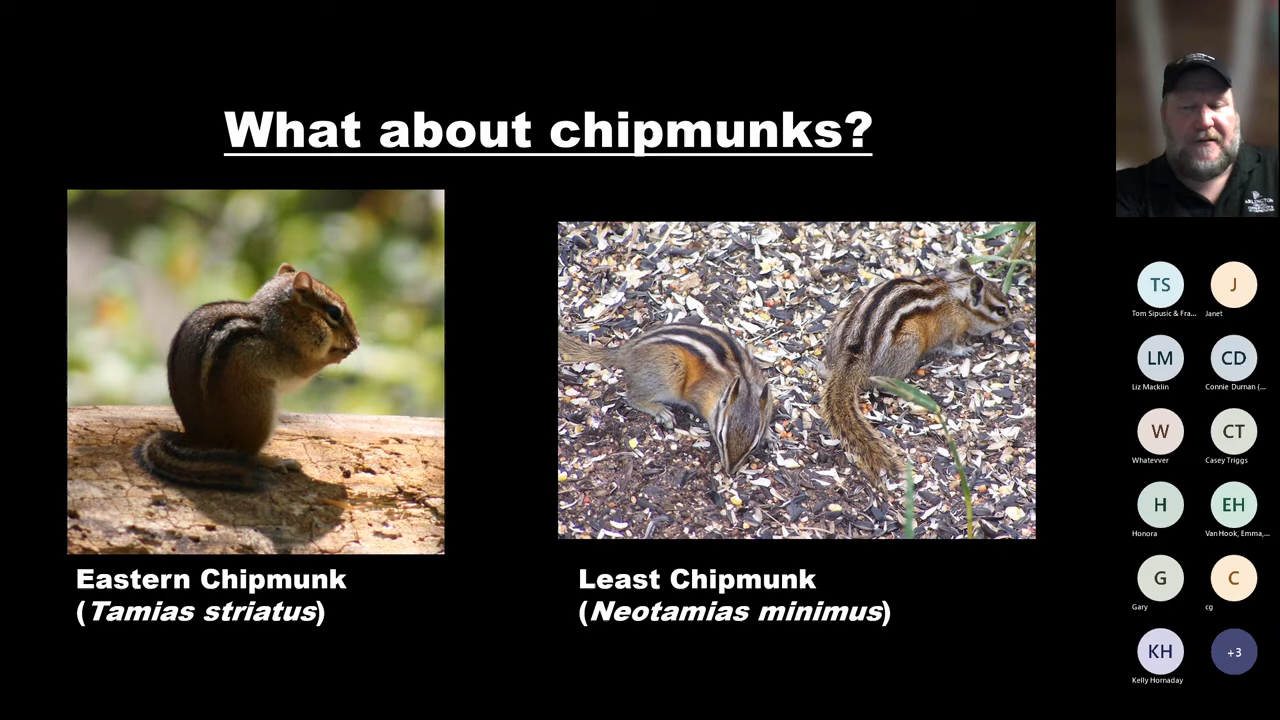 What about chipmunks?
Eastern Chipmunk
(Tamias striatus)
Least Chipmunk
(Neotamias minimus)
ARLINGTON
TS
J
Tom Sipusic & Fra...
Janet
LM
CD
Liz Macklin
Connie Durnan (...
W
CT
Whatevver
Casey Triggs
H
EH
Honora
Van Hook, Emma,...
G
C
Gary
cg
KH
+3
Kelly Hornaday